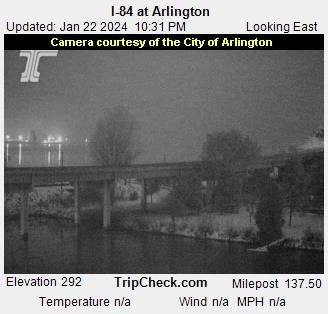 I-84 at Arlington
Updated: Jan 22 2024 10:31 PM Looking East
Camera courtesy of the City of Arlington
Elevation 292 TripCheck.com Milepost 137.50
Temperature n/a Wind n/a MPH n/a